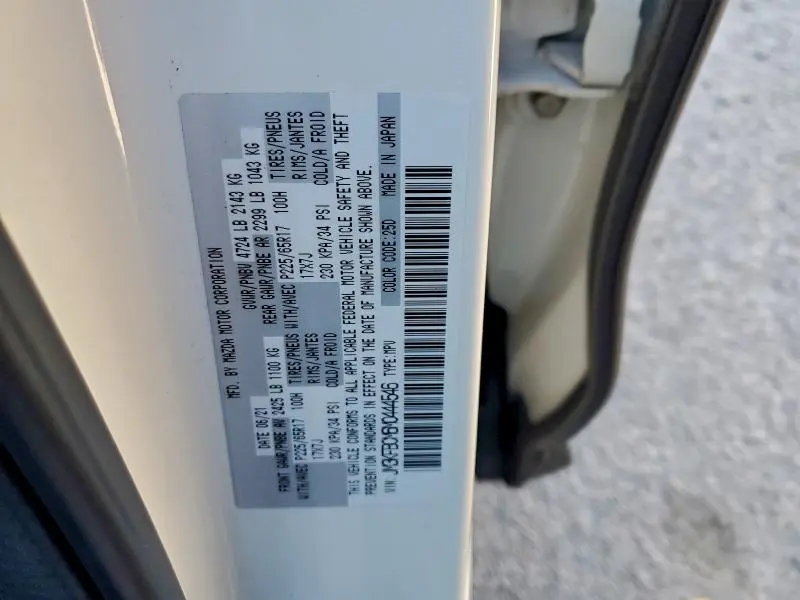 MFD. BY MAZDA MOTOR CORPORATION
DATE 06/21 GVWR/PNBV 4724 LB 2143 KG
FRONT GAWR/PNBE AV 2425 LB 1100 KG REAR GAWR/PNBE AR 2299 LB 1043 KG
WITH/AVEC P225/65R17 100H TIRES/PNEUS WITH/AVEC P225/65R17 100H TIRES/PNEUS
17X7J RIMS/JANTES 17X7J RIMS/JANTES
230 KPA/34 PSI COLD/A FROID 230 KPA/34 PSI COLD/A FROID
THIS VEHICLE CONFORMS TO ALL APPLICABLE FEDERAL MOTOR VEHICLE SAFETY AND THEFT
PREVENTION STANDARDS IN EFFECT ON THE DATE OF MANUFACTURE SHOWN ABOVE.
VIN: TYPE:MPV COLOR CODE:25D MADE IN JAPAN